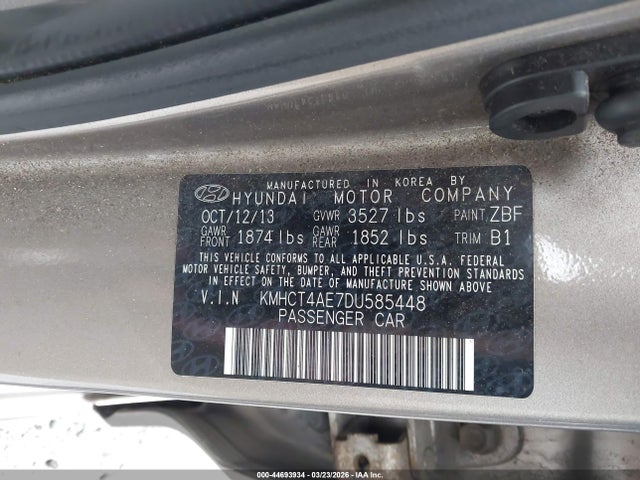 MANUFACTURED IN KOREA BY
HYUNDAI MOTOR COMPANY
OCT/12/13 GVWR 3527 lbs PAINT ZBF
GAWR FRONT 1874 lbs GAWR REAR 1852 lbs TRIM B1
THIS VEHICLE CONFORMS TO ALL APPLICABLE U.S.A. FEDERAL
MOTOR VEHICLE SAFETY, BUMPER, AND THEFT PREVENTION STANDARDS
IN EFFECT ON THE DATE OF MANUFACTURE SHOWN ABOVE.
V.I.N KMHCT4AE7DU585448
PASSENGER CAR
000-44693934 - 03/23/2026 - IAA Inc.